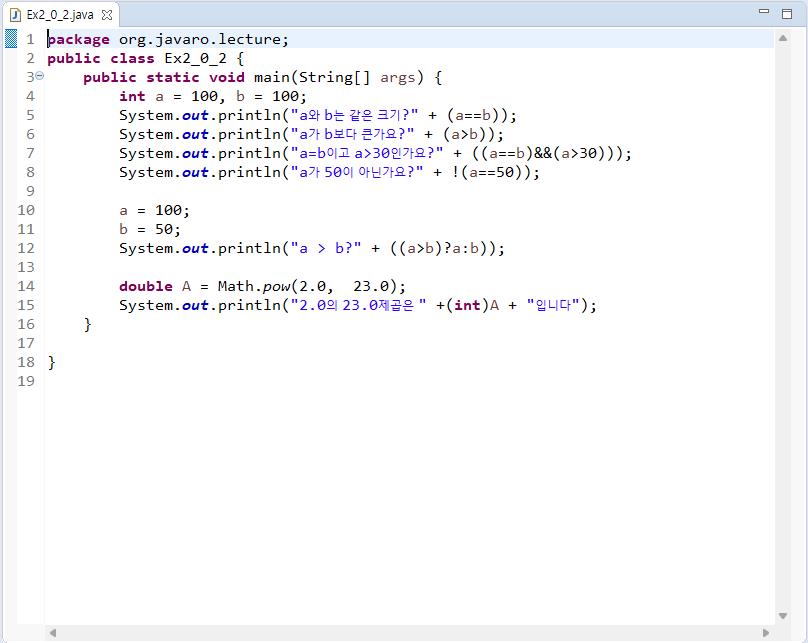 Ex2_0_2.java
1 package org.javaro.lecture;
2 public class Ex2_0_2 {
3     public static void main(String[] args) {
4         int a = 100, b = 100;
5         System.out.println("a와 b는 같은 크기?" + (a==b));
6         System.out.println("a가 b보다 큰가요?" + (a>b));
7         System.out.println("a=b이고 a>30인가요?" + ((a==b)&&(a>30)));
8         System.out.println("a가 50이 아닌가요?" + !(a==50));
9
10         a = 100;
11         b = 50;
12         System.out.println("a > b?" + ((a>b)?a:b));
13
14         double A = Math.pow(2.0,  23.0);
15         System.out.println("2.0의 23.0제곱은 " +(int)A + "입니다");
16     }
17
18 }
19